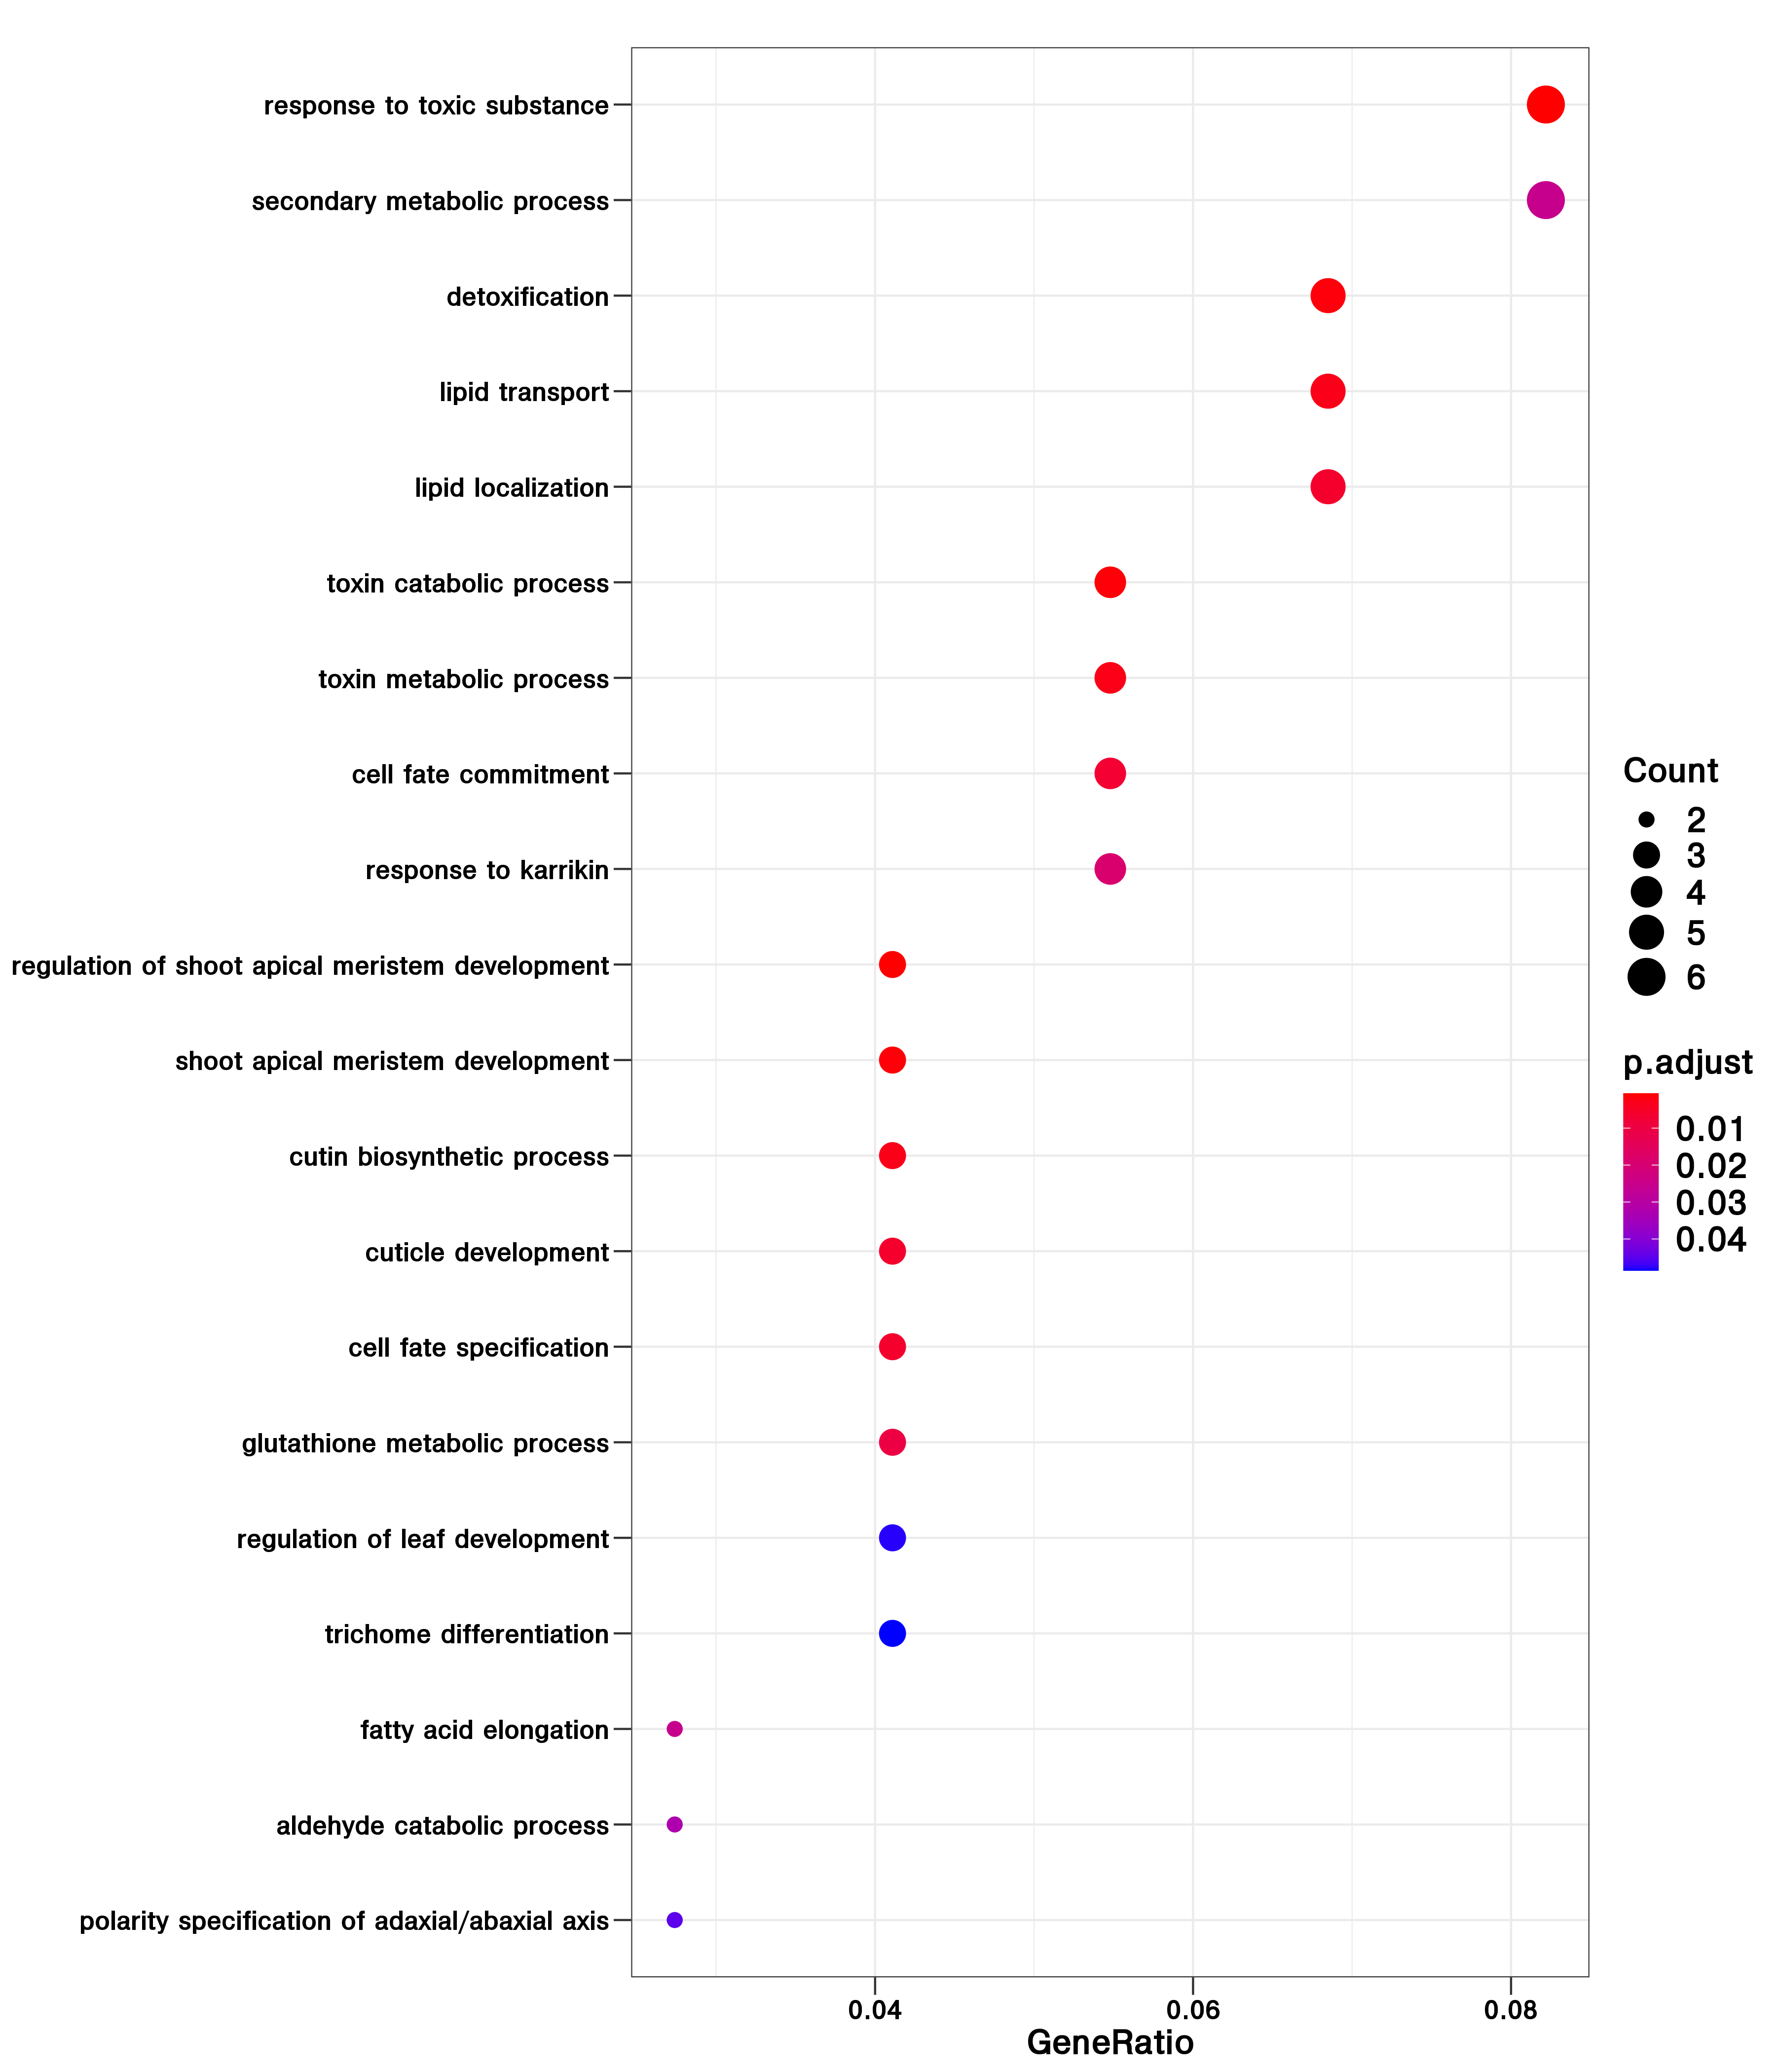 response to toxic substance
secondary metabolic process
detoxification
lipid transport
lipid localization
toxin catabolic process
toxin metabolic process
cell fate commitment
response to karrikin
regulation of shoot apical meristem development
shoot apical meristem development
cutin biosynthetic process
cuticle development
cell fate specification
glutathione metabolic process
regulation of leaf development
trichome differentiation
fatty acid elongation
aldehyde catabolic process
polarity specification of adaxial/abaxial axis
0.04 0.06 0.08
GeneRatio
Count
2
3
4
5
6
p.adjust
0.01
0.02
0.03
0.04